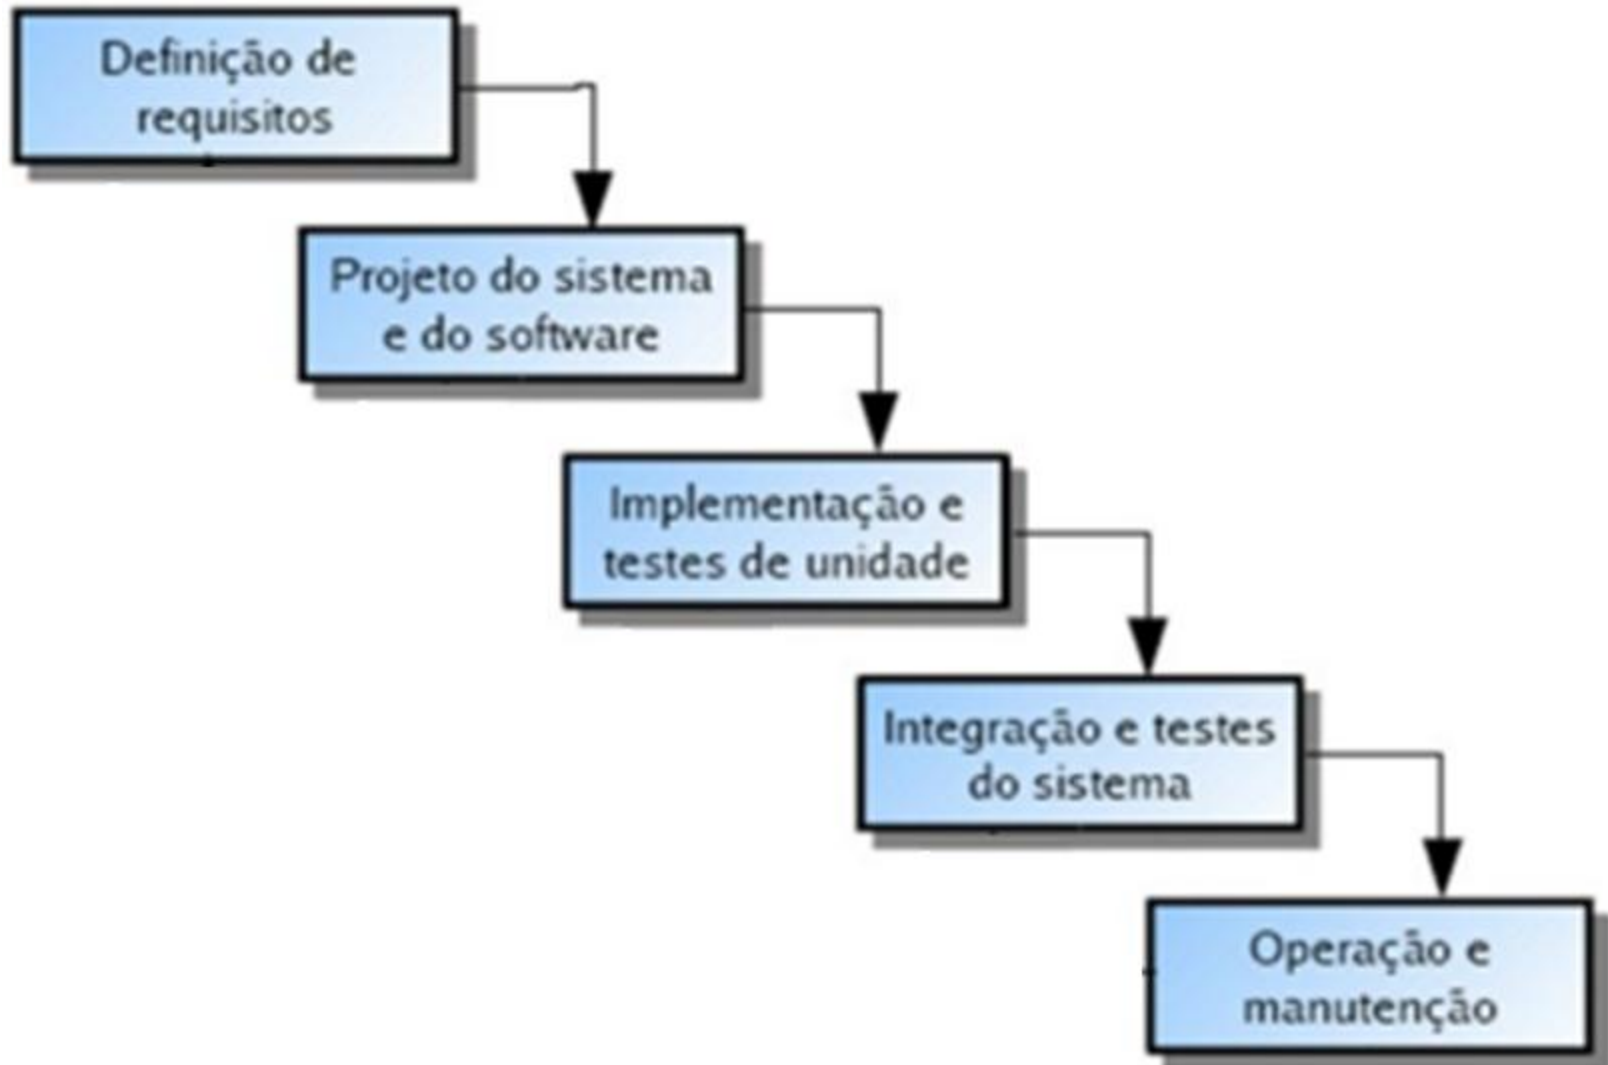 Definição de
requisitos
Projeto do sistema
e do software
Implementação e
testes de unidade
Integração e testes
do sistema
Operação e
manutenção